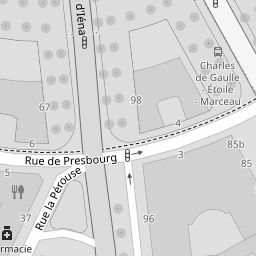 d'Iéna
Charles
de Gaulle
- Étoile
- Marceau
67
98
6
4
85b
Rue de Presbourg
3
Rue la Pérouse
5
37
96
rmacie